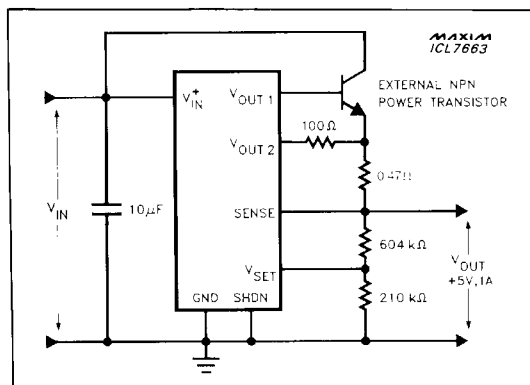 MAXIM
ICL7663
EXTERNAL NPN
POWER TRANSISTOR
V+IN
VOUT 1
100Ω
VOUT 2
0.47Ω
VIN
10µF
SENSE
604 kΩ
VOUT
+5V, 1A
VSET
210 kΩ
GND
SHDN